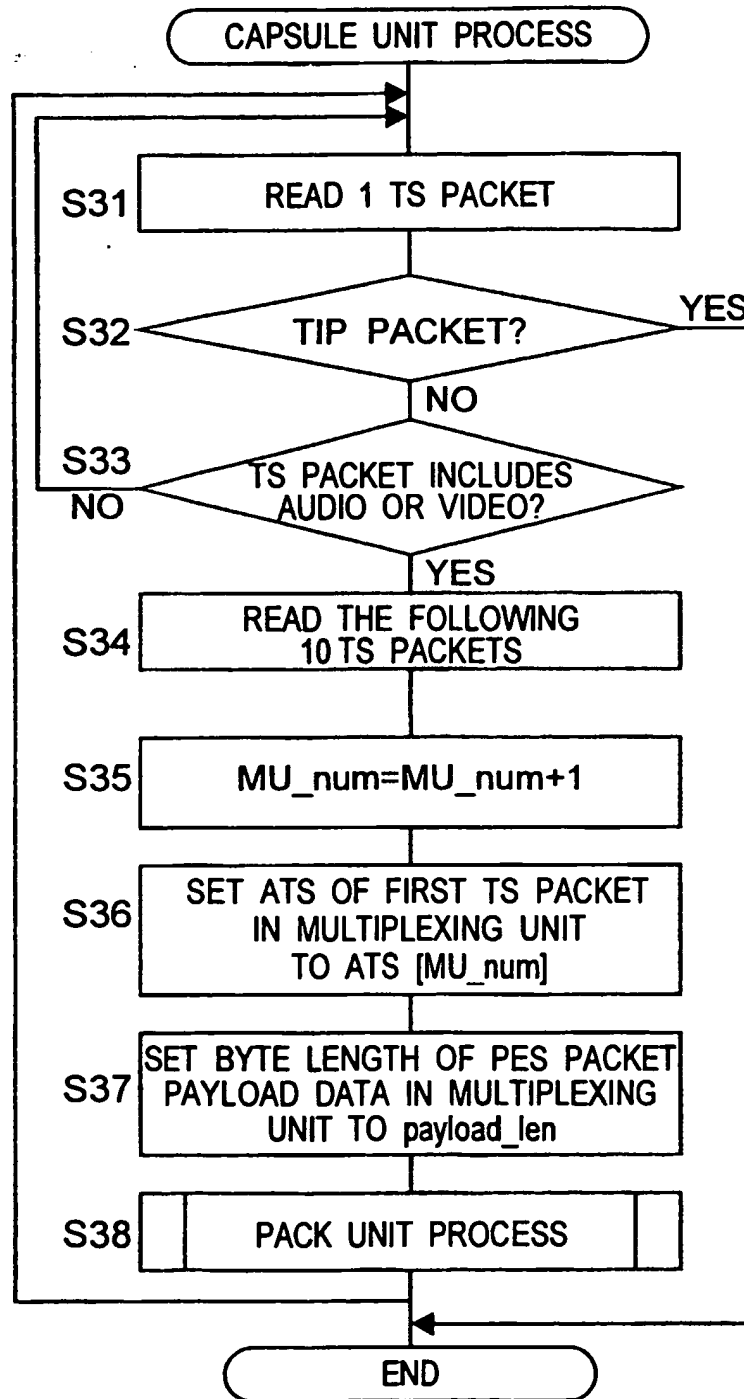 CAPSULE UNIT PROCESS
S31
READ 1 TS PACKET
S32
TIP PACKET?
YES
NO
S33
TS PACKET INCLUDES
AUDIO OR VIDEO?
NO
YES
S34
READ THE FOLLOWING
10 TS PACKETS
S35
MU_num=MU_num+1
S36
SET ATS OF FIRST TS PACKET
IN MULTIPLEXING UNIT
TO ATS [MU_num]
S37
SET BYTE LENGTH OF PES PACKET
PAYLOAD DATA IN MULTIPLEXING
UNIT TO payload_len
S38
PACK UNIT PROCESS
END